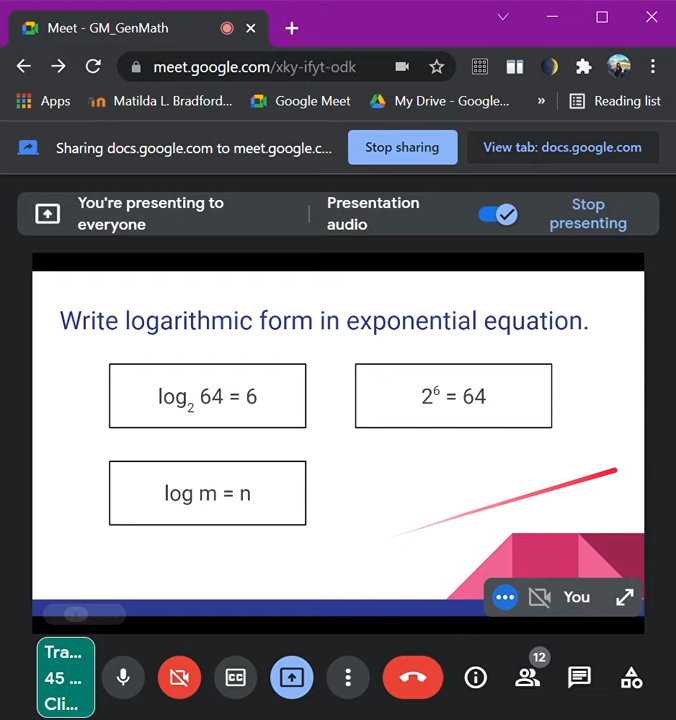 Meet - GM_GenMath
meet.google.com/xky-ifyt-odk
Apps
in Matilda L. Bradford...
Google Meet
My Drive - Google...
»
Reading list
Sharing docs.google.com to meet.google.c...
Stop sharing
View tab: docs.google.com
You're presenting to
everyone
Presentation
audio
Stop
presenting
Write logarithmic form in exponential equation.
log₂ 64 = 6
2⁶ = 64
log m = n
You
Tra...
45 ...
Cli...
CC
12